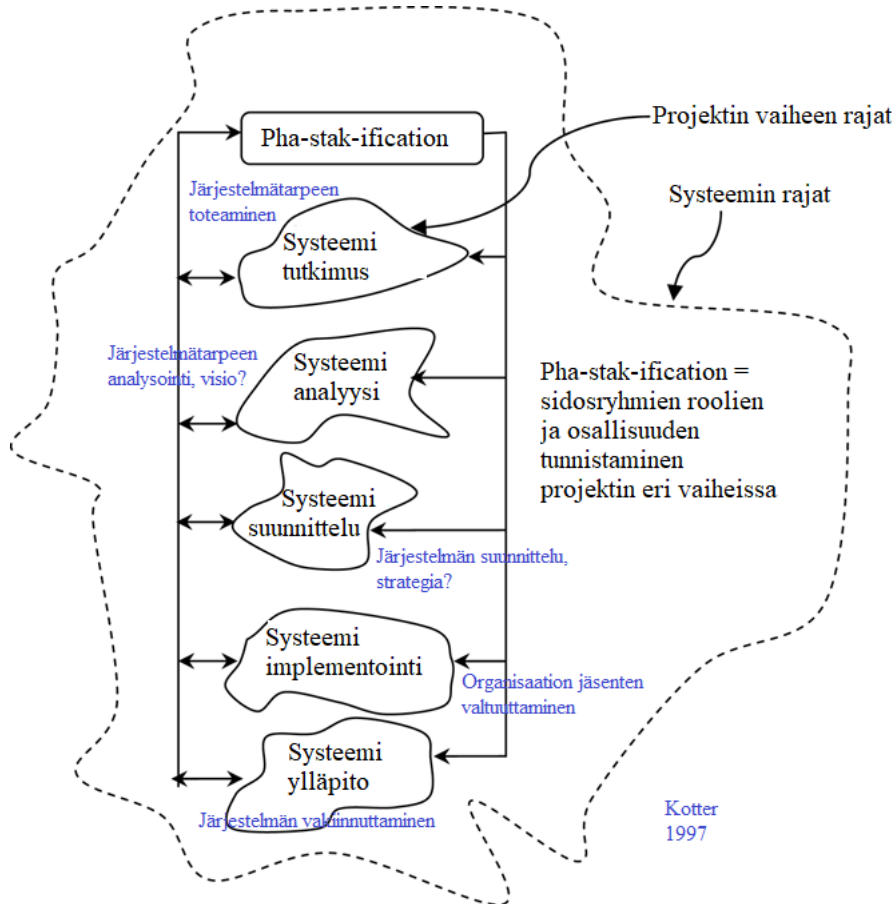 Pha-stak-ification
Projektin vaiheen rajat
Järjestelmätarpeen
toteaminen
Systeemin rajat
Systeemi
tutkimus
Järjestelmätarpeen
analysointi, visio?
Systeemi
analyysi
Pha-stak-ification =
sidosryhmien roolien
ja osallisuuden
tunnistaminen
projektin eri vaiheissa
Systeemi
suunnittelu
Järjestelmän suunnittelu,
strategia?
Systeemi
implementointi
Organisaation jäsenten
valtuuttaminen
Systeemi
ylläpito
Järjestelmän vakiinnuttaminen
Kotter
1997